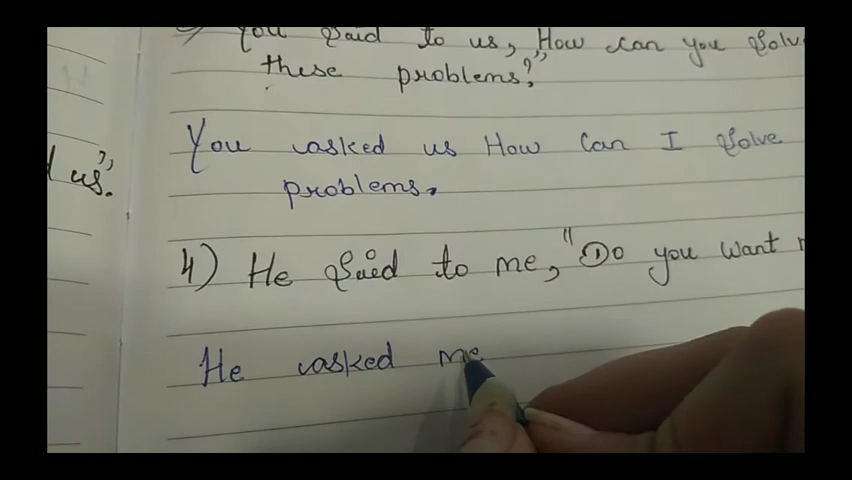 You said to us, How can you Solv
these problems?"
You asked us How Can I Solve
problems.
us".
4) He Said to me, "Do you want
He asked me